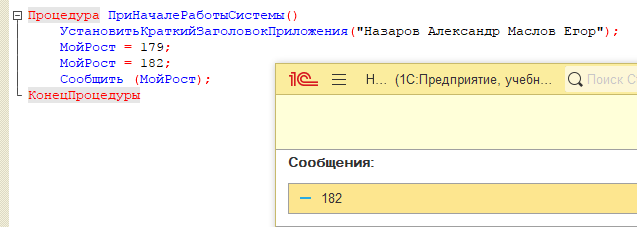 Процедура ПриНачалеРаботыСистемы()
УстановитьКраткийЗаголовокПриложения("Назаров Александр Маслов Егор");
МойРост = 179;
МойРост = 182;
Сообщить (МойРост);
КонецПроцедуры
1С Н... (1С:Предприятие, учебн... Поиск С
Сообщения:
182